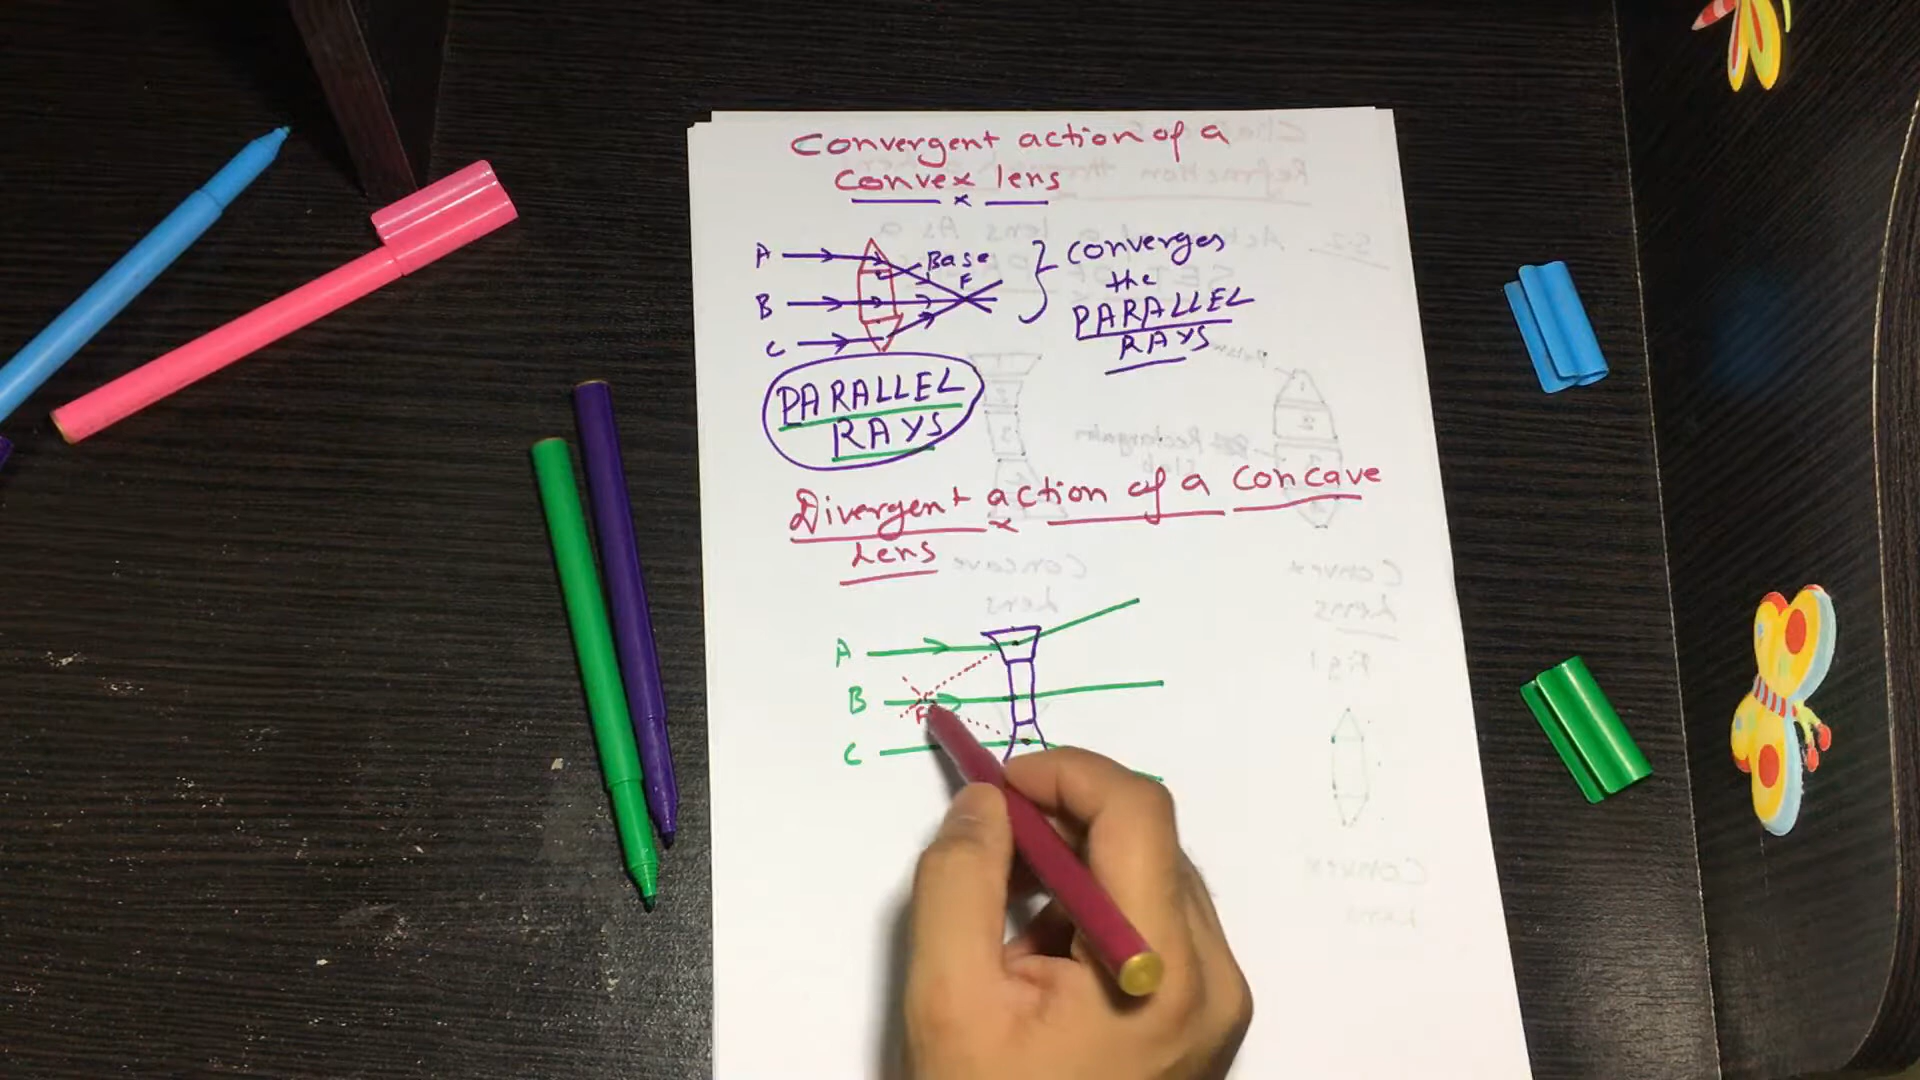 Convergent action of a
Convex lens
A
Base
F
B
C
Converges
the
PARALLEL
RAYS
PARALLEL
RAYS
Divergent action of a Concave
Lens
A
B
F
C